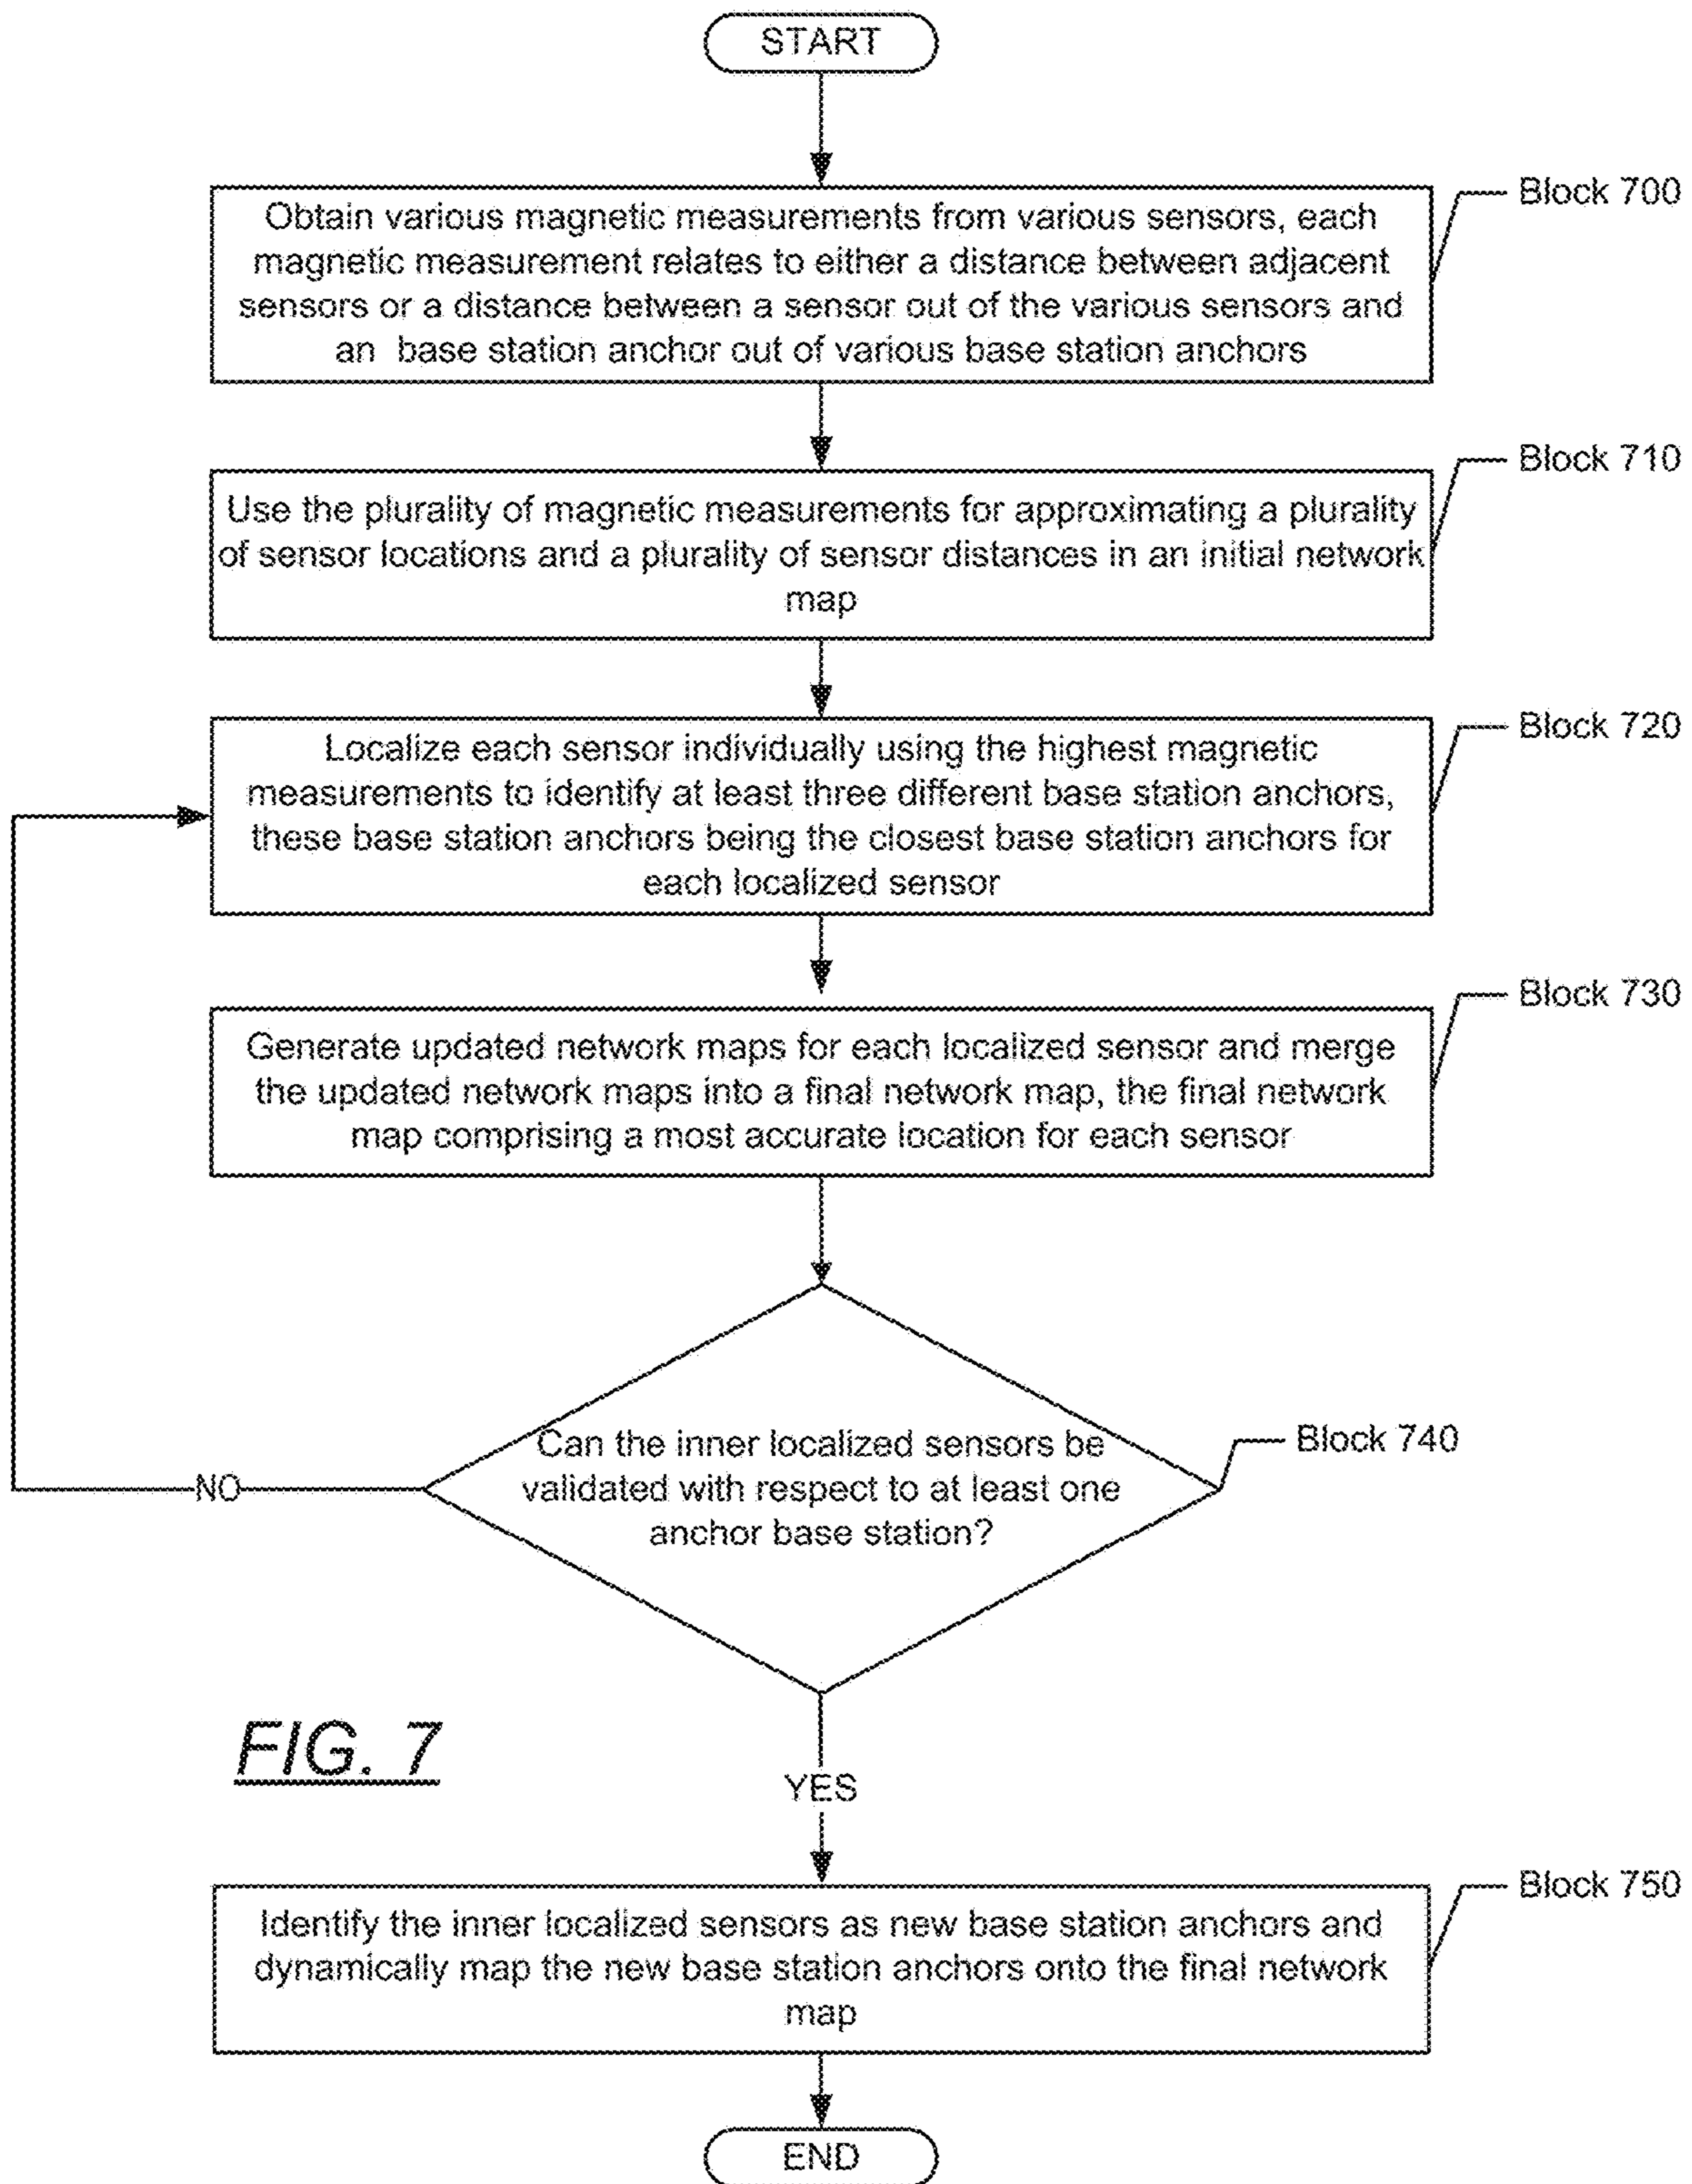 START
Block 700
Obtain various magnetic measurements from various sensors, each
magnetic measurement relates to either a distance between adjacent
sensors or a distance between a sensor out of the various sensors and
an base station anchor out of various base station anchors
Block 710
Use the plurality of magnetic measurements for approximating a plurality
of sensor locations and a plurality of sensor distances in an initial network
map
Block 720
Localize each sensor individually using the highest magnetic
measurements to identify at least three different base station anchors,
these base station anchors being the closest base station anchors for
each localized sensor
Block 730
Generate updated network maps for each localized sensor and merge
the updated network maps into a final network map, the final network
map comprising a most accurate location for each sensor
Block 740
Can the inner localized sensors be
validated with respect to at least one
anchor base station?
NO
FIG. 7
YES
Block 750
Identify the inner localized sensors as new base station anchors and
dynamically map the new base station anchors onto the final network
map
END